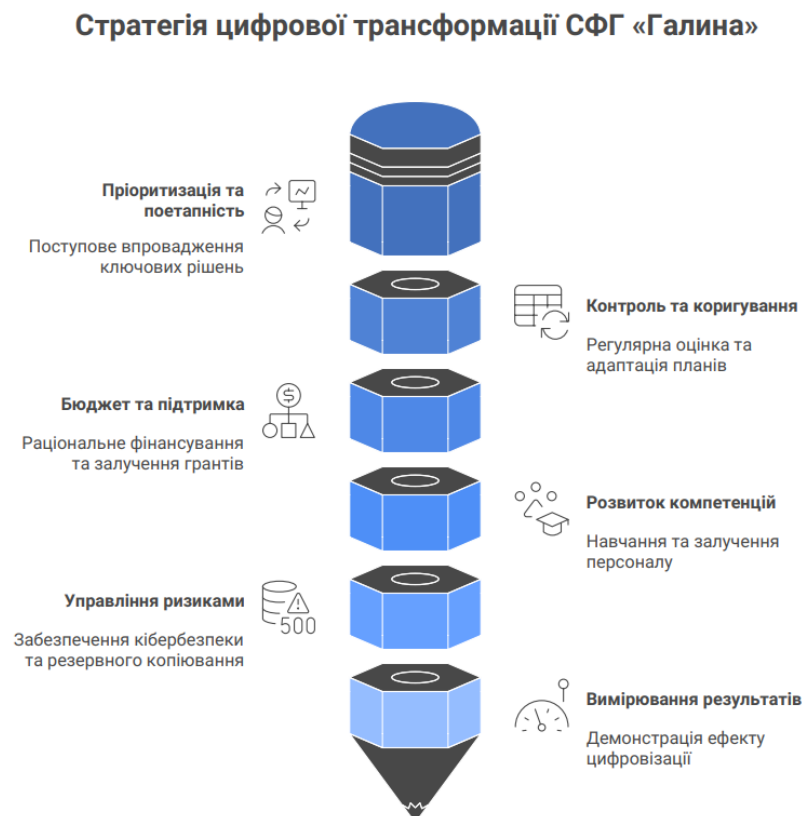 Стратегія цифрової трансформації СФГ «Галина»
Пріоритизація та
поетапність
Поступове впровадження
ключових рішень
Контроль та коригування
Регулярна оцінка та
адаптація планів
Бюджет та підтримка
Раціональне фінансування
та залучення грантів
Розвиток компетенцій
Навчання та залучення
персоналу
Управління ризиками
Забезпечення кібербезпеки
та резервного копіювання
500
Вимірювання результатів
Демонстрація ефекту
цифровізації